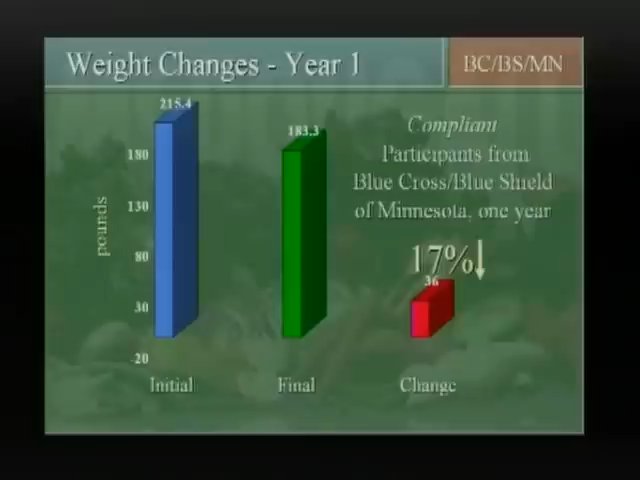 Weight Changes - Year 1
BC/BS/MN
215.4
183.3
Compliant
Participants from
Blue Cross/Blue Shield
of Minnesota, one year
17%↓
36
180
130
80
30
-20
pounds
Initial
Final
Change